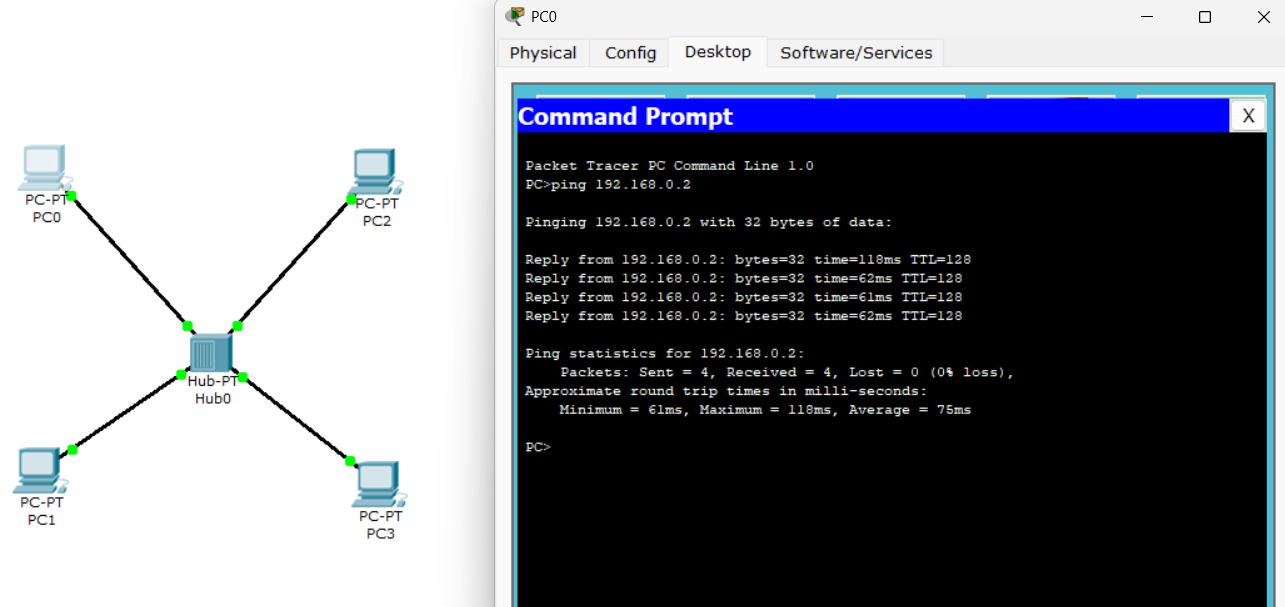 PC-PT
PC0
PC-PT
PC2
Hub-PT
Hub0
PC-PT
PC1
PC-PT
PC3
PC0
Physical
Config
Desktop
Software/Services
Command Prompt
X
Packet Tracer PC Command Line 1.0
PC>ping 192.168.0.2
Pinging 192.168.0.2 with 32 bytes of data:
Reply from 192.168.0.2: bytes=32 time=118ms TTL=128
Reply from 192.168.0.2: bytes=32 time=62ms TTL=128
Reply from 192.168.0.2: bytes=32 time=61ms TTL=128
Reply from 192.168.0.2: bytes=32 time=62ms TTL=128
Ping statistics for 192.168.0.2:
Packets: Sent = 4, Received = 4, Lost = 0 (0% loss),
Approximate round trip times in milli-seconds:
Minimum = 61ms, Maximum = 118ms, Average = 75ms
PC>